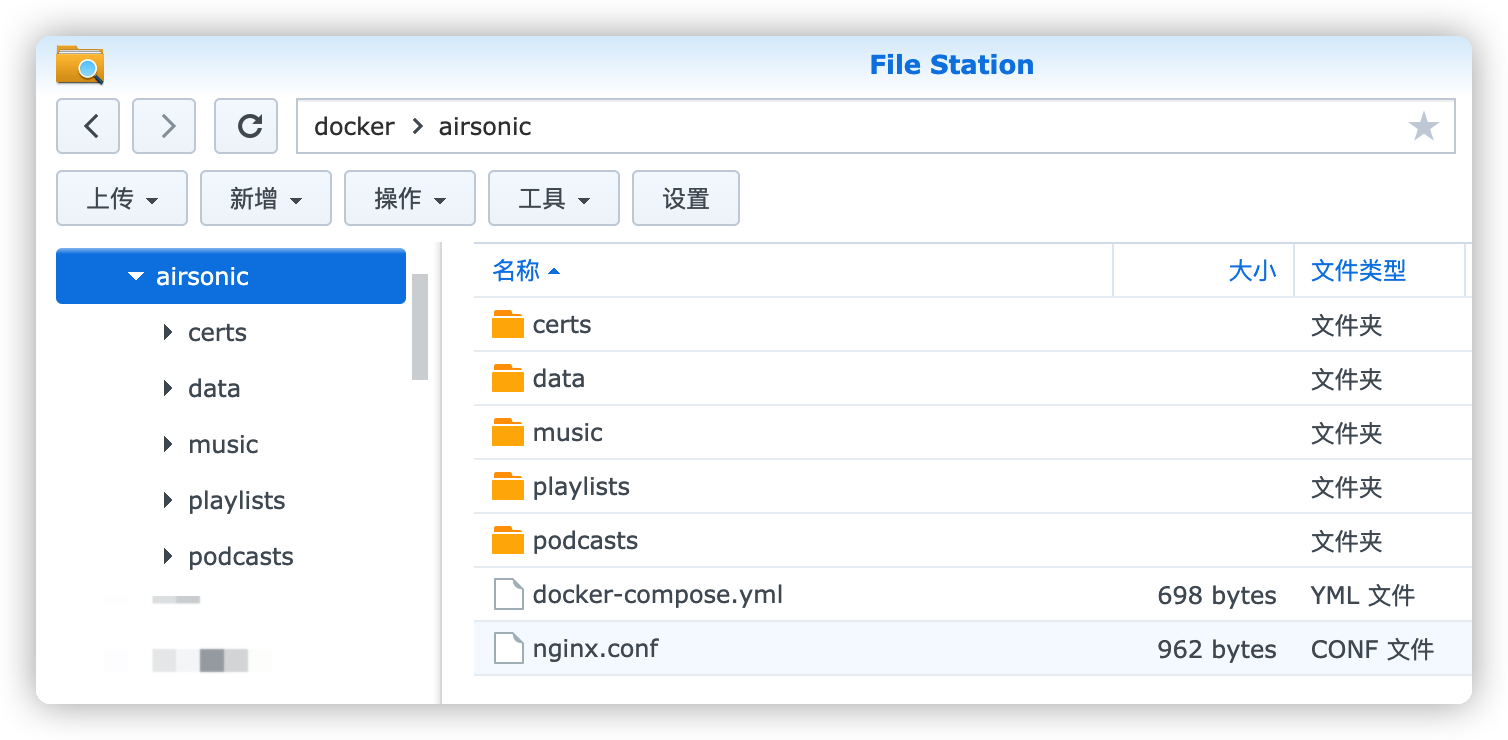 File Station
docker > airsonic
上传 新增 操作 工具 设置
airsonic
certs
data
music
playlists
podcasts
名称 大小 文件类型
certs 文件夹
data 文件夹
music 文件夹
playlists 文件夹
podcasts 文件夹
docker-compose.yml 698 bytes YML 文件
nginx.conf 962 bytes CONF 文件